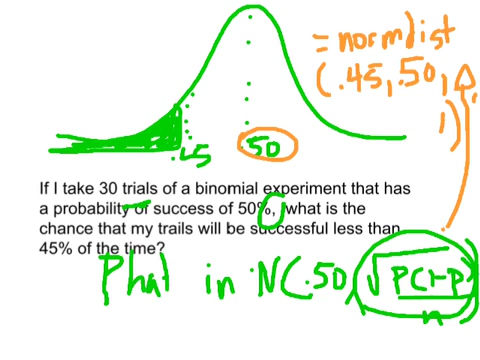 = normdist
(.45, .50, ^,
1)
.45 .50
If I take 30 trials of a binomial experiment that has
a probability of success of 50%, what is the
chance that my trails will be successful less than
45% of the time?
Phat in N(.50, √p(1-p)
n